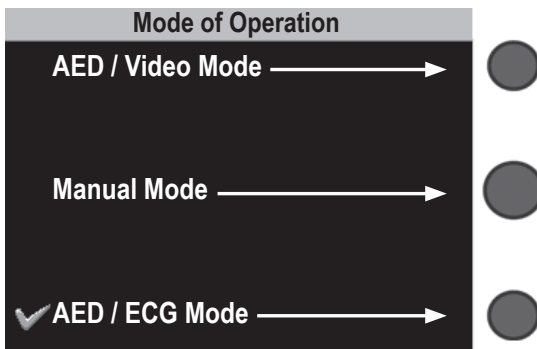 Mode of Operation
AED / Video Mode
Manual Mode
AED / ECG Mode